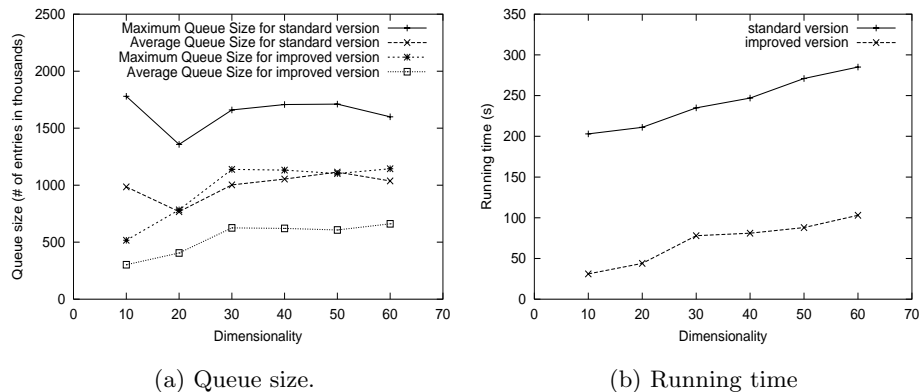 Queue size (# of entries in thousands)
2500
2000
1500
1000
500
0
0 10 20 30 40 50 60 70
Dimensionality
Maximum Queue Size for standard version
Average Queue Size for standard version
Maximum Queue Size for improved version
Average Queue Size for improved version
(a) Queue size.
Running time (s)
350
300
250
200
150
100
50
0
0 10 20 30 40 50 60 70
Dimensionality
standard version
improved version
(b) Running time